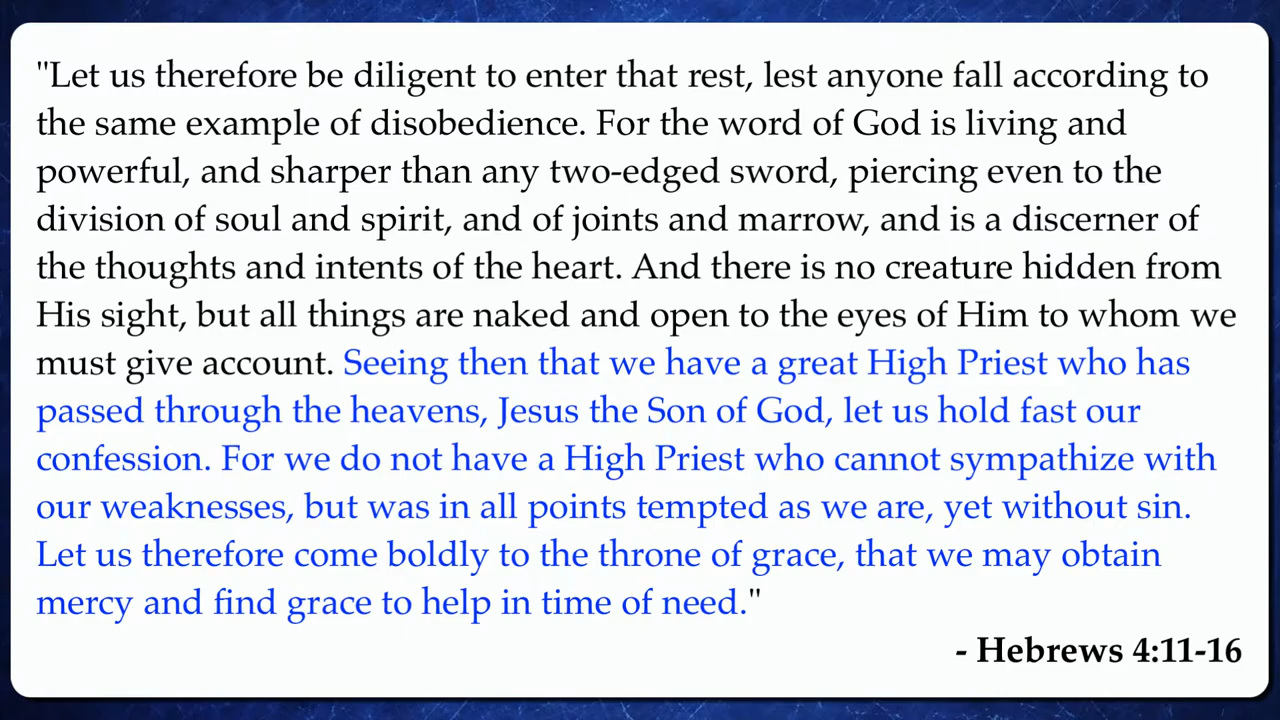 "Let us therefore be diligent to enter that rest, lest anyone fall according to
the same example of disobedience. For the word of God is living and
powerful, and sharper than any two-edged sword, piercing even to the
division of soul and spirit, and of joints and marrow, and is a discerner of
the thoughts and intents of the heart. And there is no creature hidden from
His sight, but all things are naked and open to the eyes of Him to whom we
must give account. Seeing then that we have a great High Priest who has
passed through the heavens, Jesus the Son of God, let us hold fast our
confession. For we do not have a High Priest who cannot sympathize with
our weaknesses, but was in all points tempted as we are, yet without sin.
Let us therefore come boldly to the throne of grace, that we may obtain
mercy and find grace to help in time of need."
- Hebrews 4:11-16